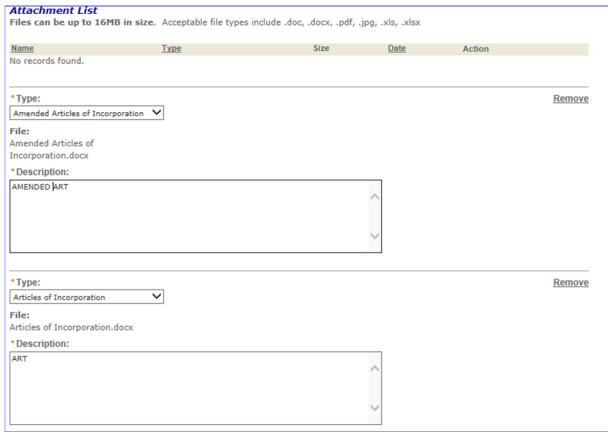 Attachment List
Files can be up to 16MB in size. Acceptable file types include .doc, .docx, .pdf, .jpg, .xls, .xlsx
Name Type Size Date Action
No records found.
*Type: Remove
Amended Articles of Incorporation
File:
Amended Articles of
Incorporation.docx
*Description:
AMENDED ART
*Type: Remove
Articles of Incorporation
File:
Articles of Incorporation.docx
*Description:
ART